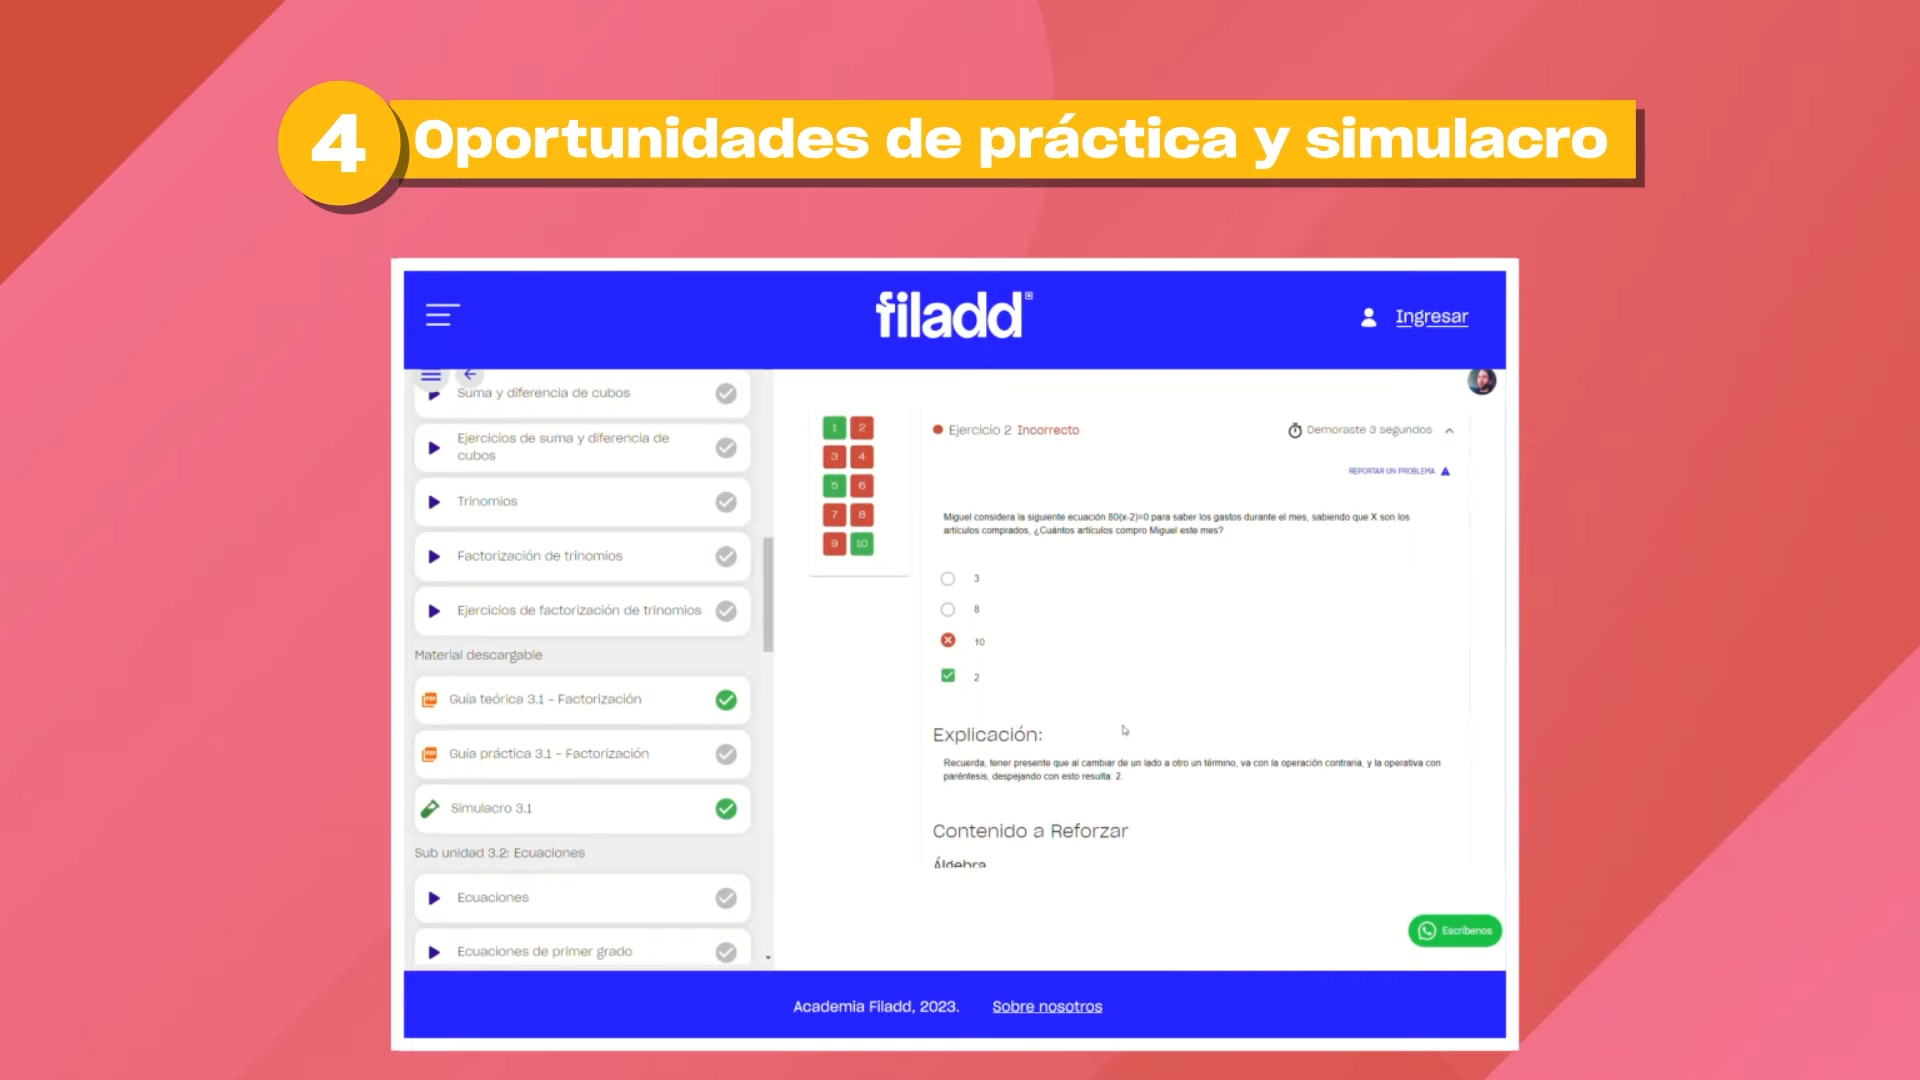 4
Oportunidades de práctica y simulacro
filadd
Ingresar
Suma y diferencia de cubos
Ejercicios de suma y diferencia de
cubos
Trinomios
Factorización de trinomios
Ejercicios de factorización de trinomios
Material descargable
PDF
Guía teórica 3.1 - Factorización
PDF
Guía práctica 3.1 - Factorización
Simulacro 3.1
Sub unidad 3.2: Ecuaciones
Ecuaciones
Ecuaciones de primer grado
1 2
3 4
5 6
7 8
9 10
Ejercicio 2 Incorrecto
Demoraste 3 segundos
REPORTAR UN PROBLEMA
Miguel considera la siguiente ecuación 80(x-2)=0 para saber los gastos durante el mes, sabiendo que X son los
artículos comprados, ¿Cuántos artículos compro Miguel este mes?
3
8
10
2
Explicación:
Recuerda, tener presente que al cambiar de un lado a otro un término, va con la operación contraria, y la operativa con
paréntesis, despejando con esto resulta: 2.
Contenido a Reforzar
Álgebra
Escríbenos
Academia Filadd, 2023.
Sobre nosotros